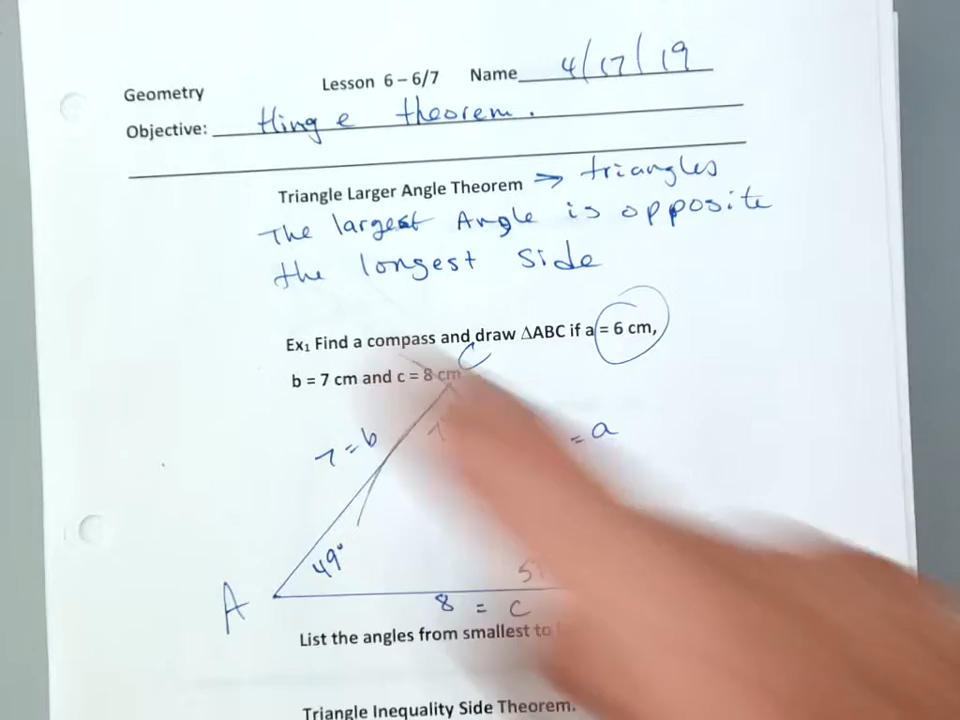 Geometry Lesson 6 – 6/7 Name 4/17/19
Objective: Hinge theorem.
Triangle Larger Angle Theorem → triangles
The largest Angle is opposite
the longest side
Ex₁ Find a compass and draw ΔABC if a = 6 cm,
b = 7 cm and c = 8 cm
C
7 = b
= a
49°
A
8 = C
List the angles from smallest to
Triangle Inequality Side Theorem.